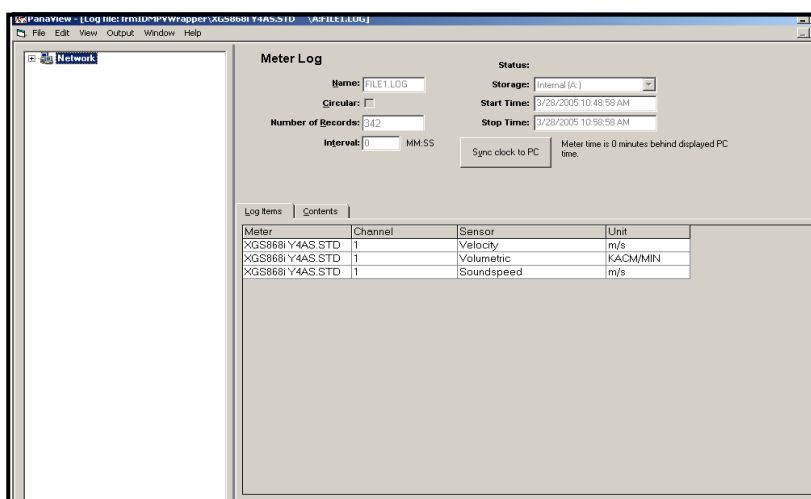 PanaView - [Log file: frmIDMPVWrapper\XGS868i Y4AS.STD \A:FILE1.LOG]
File Edit View Output Window Help
Network
Meter Log
Status:
Name: FILE1.LOG
Storage: Internal (A:)
Circular:
Start Time: 3/28/2005 10:48:58 AM
Number of Records: 342
Stop Time: 3/28/2005 10:58:58 AM
Interval: 0 MM:SS
Sync clock to PC
Meter time is 0 minutes behind displayed PC
time.
Log Items Contents
Meter Channel Sensor Unit
XGS868i Y4AS.STD 1 Velocity m/s
XGS868i Y4AS.STD 1 Volumetric KACM/MIN
XGS868i Y4AS.STD 1 Soundspeed m/s